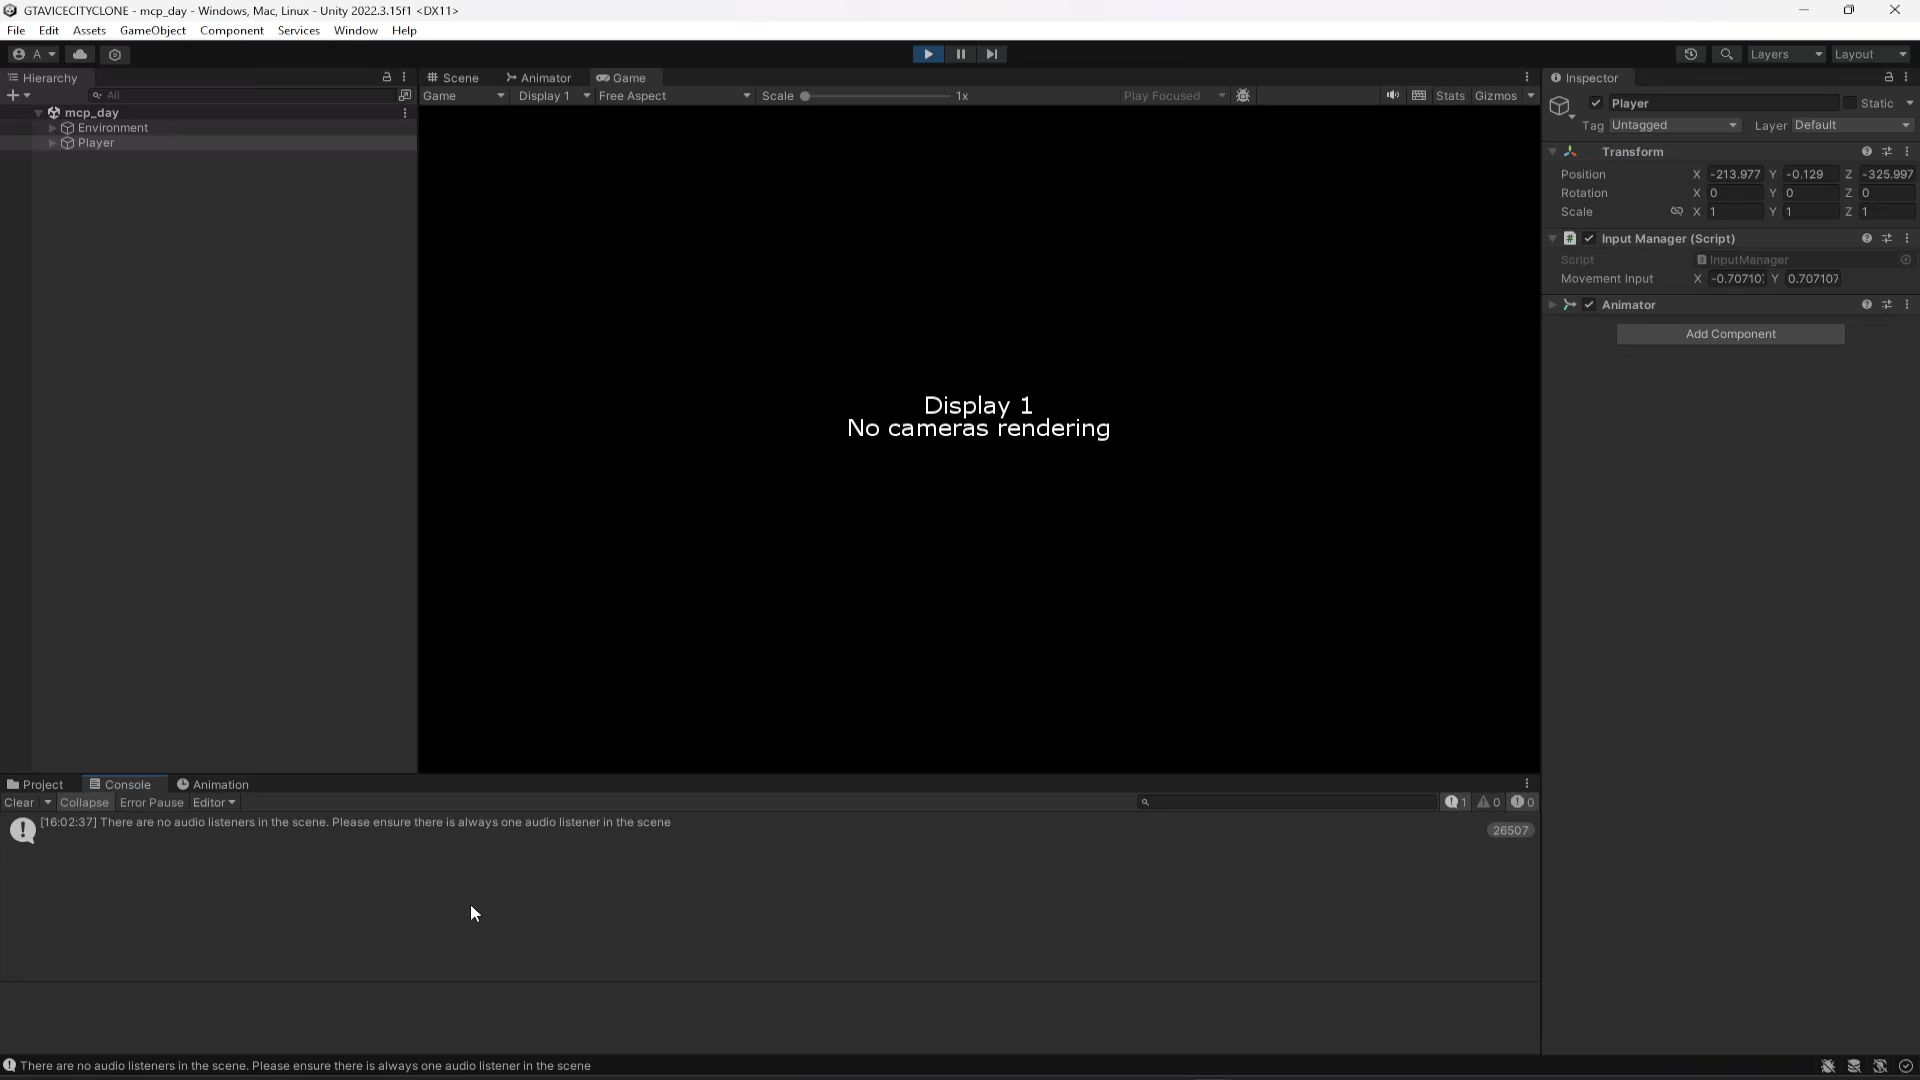 GTAVICECITYCLONE - mcp_day - Windows, Mac, Linux - Unity 2022.3.15f1 <DX11>
File Edit Assets GameObject Component Services Window Help
A
Layers Layout
Hierarchy
All
mcp_day
Environment
Player
Scene Animator Game
Game Display 1 Free Aspect Scale 1x Play Focused Stats Gizmos
Display 1
No cameras rendering
Inspector
Player Static
Tag Untagged Layer Default
Transform
Position X -213.977 Y -0.129 Z -325.997
Rotation X 0 Y 0 Z 0
Scale X 1 Y 1 Z 1
# Input Manager (Script)
Script InputManager
Movement Input X -0.70710 Y 0.707107
Animator
Add Component
Project Console Animation
Clear Collapse Error Pause Editor 1 0 0
[16:02:37] There are no audio listeners in the scene. Please ensure there is always one audio listener in the scene
26507
There are no audio listeners in the scene. Please ensure there is always one audio listener in the scene